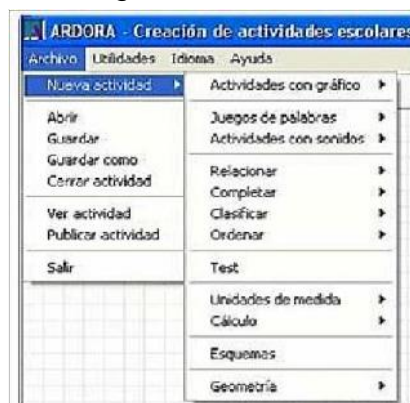 ARDORA - Creación de actividades escolares
Archivo Utilidades Idioma Ayuda
Nueva actividad
Abrir
Guardar
Guardar como
Cerrar actividad
Ver actividad
Publicar actividad
Salir
Actividades con gráfico
Juegos de palabras
Actividades con sonidos
Relacionar
Completar
Clasificar
Ordenar
Test
Unidades de medida
Cálculo
Esquemas
Geometría